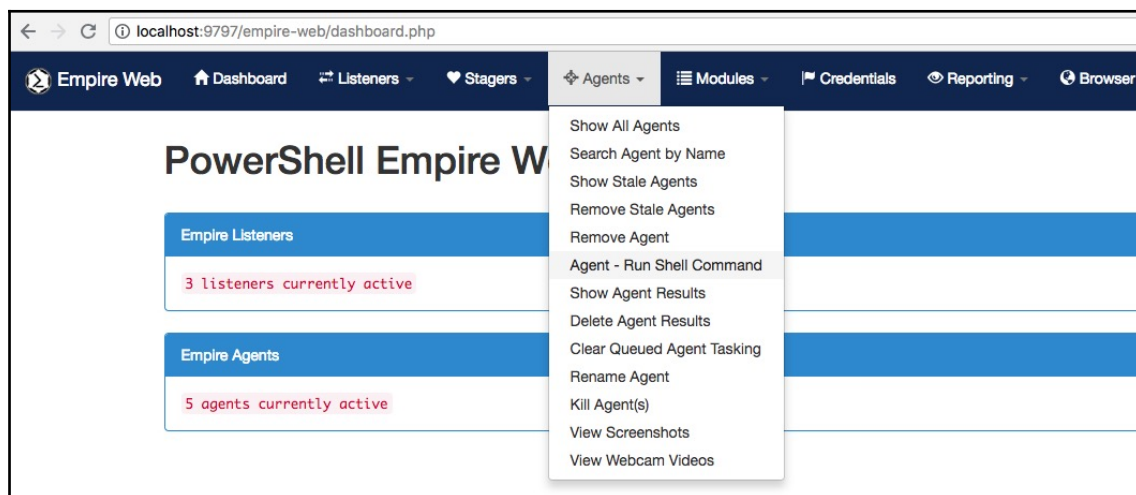 localhost:9797/empire-web/dashboard.php
Empire Web Dashboard Listeners Stagers Agents Modules Credentials Reporting Browser
Show All Agents
Search Agent by Name
Show Stale Agents
Remove Stale Agents
Remove Agent
Agent - Run Shell Command
Show Agent Results
Delete Agent Results
Clear Queued Agent Tasking
Rename Agent
Kill Agent(s)
View Screenshots
View Webcam Videos
PowerShell Empire W
Empire Listeners
3 listeners currently active
Empire Agents
5 agents currently active